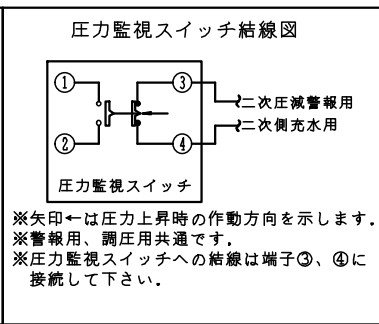 圧力監視スイッチ結線図
①
③
二次圧減警報用
②
④
二次側充水用
圧力監視スイッチ
※矢印←は圧力上昇時の作動方向を示します.
※警報用、調圧用共通です.
※圧力監視スイッチへの結線は端子③、④に
接続して下さい.